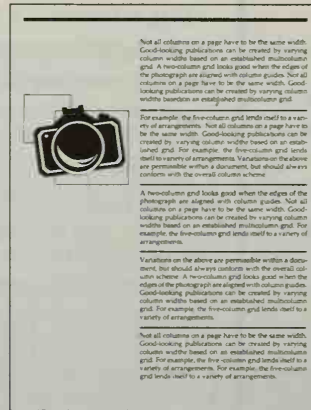 Not all columns on a page have to be the same width.
Good-looking publications can be created by varying
column widths based on an established multicolumn
grid. A two-column grid looks good when the edges of
the photograph are aligned with column guides. Not all
columns on a page have to be the same width. Good-
looking publications can be created by varying column
widths based on an established multicolumn grid.
For example, the five-column grid lends itself to a vari-
ety of arrangements. Not all columns on a page have to
be the same width. Good-looking publications can be
created by varying column widths based on an estab-
lished grid. For example, the five-column grid lends
itself to variety of arrangements. Variations on the above
are permissible within a document, but should always
conform with the overall column scheme.
A two-column grid looks good when the edges of the
photograph are aligned with column guides. Not all
columns on a page have to be the same width. Good-
looking publications can be created by varying column
widths based on an established multicolumn grid. For
example, the five-column grid lends itself to a variety of
arrangements.
Variations on the above are permissible within a docu-
ment, but should always conform with the overall col-
umn scheme. A two-column grid looks good when the
edges of the photograph are aligned with column guides.
Good-looking publications can be created by varying
column widths based on an established multicolumn
grid. For example, the five-column grid lends itself to a
variety of arrangements.
Not all columns on a page have to be the same width.
Good-looking publications can be created by varying
column widths based on an established multicolumn
grid. For example, the five-column grid lends itself to a
variety of arrangements. For example, the five-column
grid lends itself to a variety of arrangements.